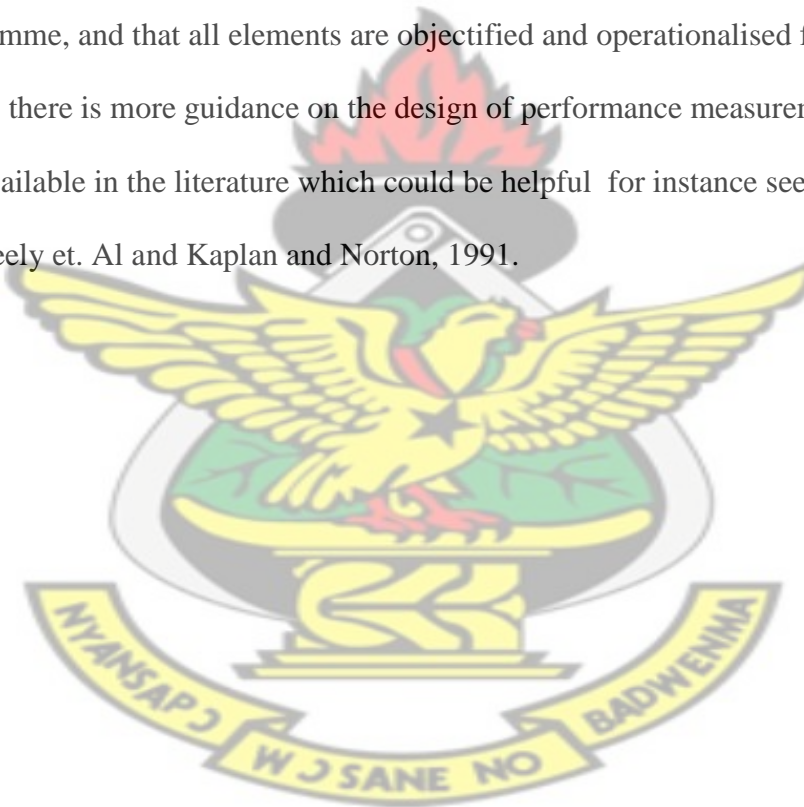 mme, and that all elements are objectified and operationalised f
there is more guidance on the design of performance measurem
ailable in the literature which could be helpful for instance see
eely et. Al and Kaplan and Norton, 1991.
NYANSAPƆ WƆSANE NO BADWENMA